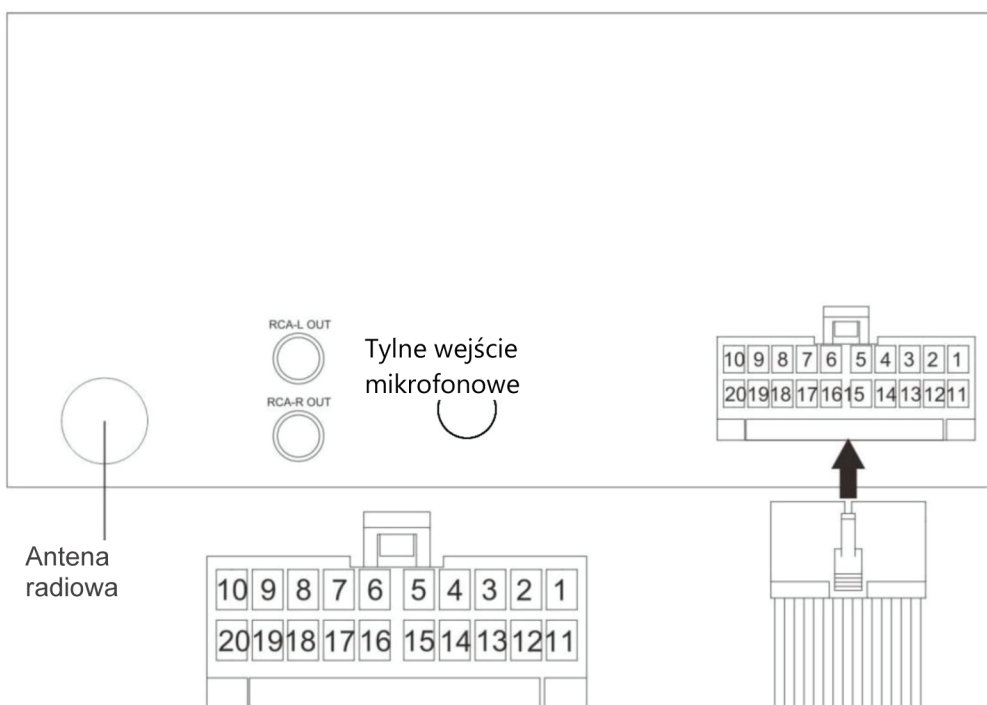 RCA-L OUT
Tylne wejście
mikrofonowe
RCA-R OUT
10 9 8 7 6 5 4 3 2 1
20 19 18 17 16 15 14 13 12 11
Antena
radiowa
10 9 8 7 6 5 4 3 2 1
20 19 18 17 16 15 14 13 12 11